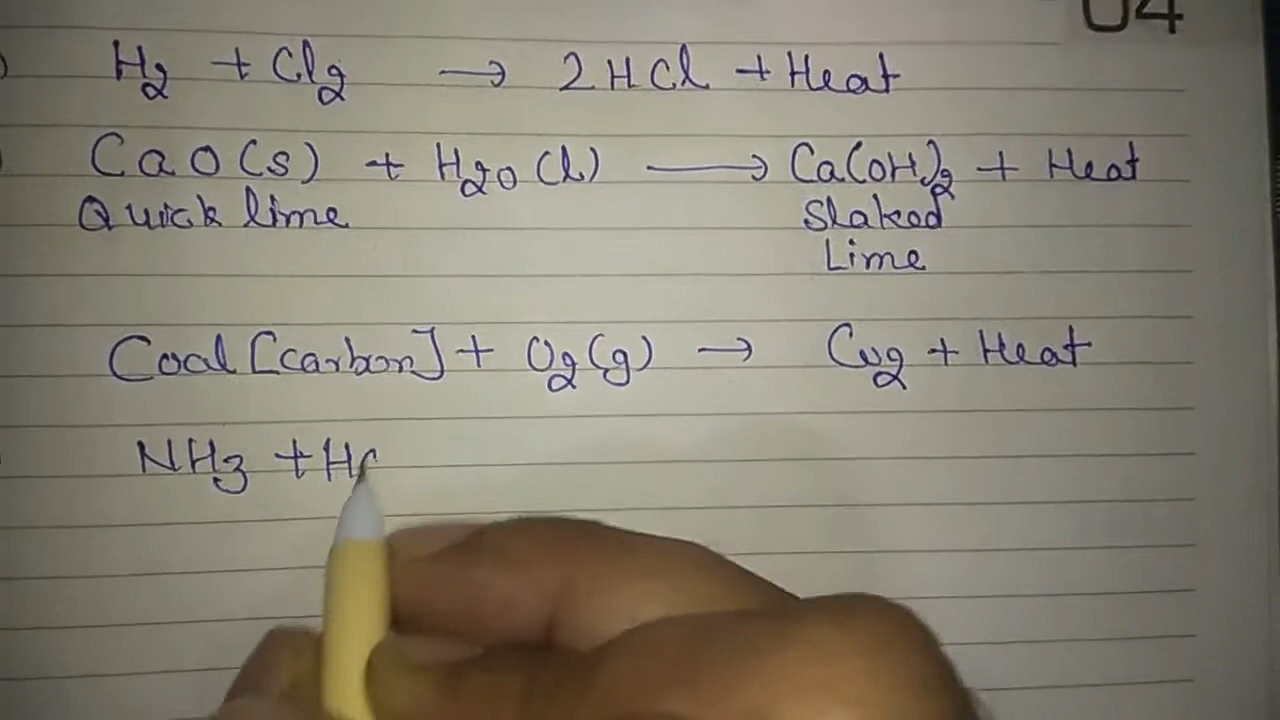 04
H2 + Cl2 → 2HCl + Heat
CaO(s) + H2O(l) → Ca(OH)2 + Heat
Quick lime Slaked
Lime
Coal [carbon] + O2(g) → CO2 + Heat
NH3 + H